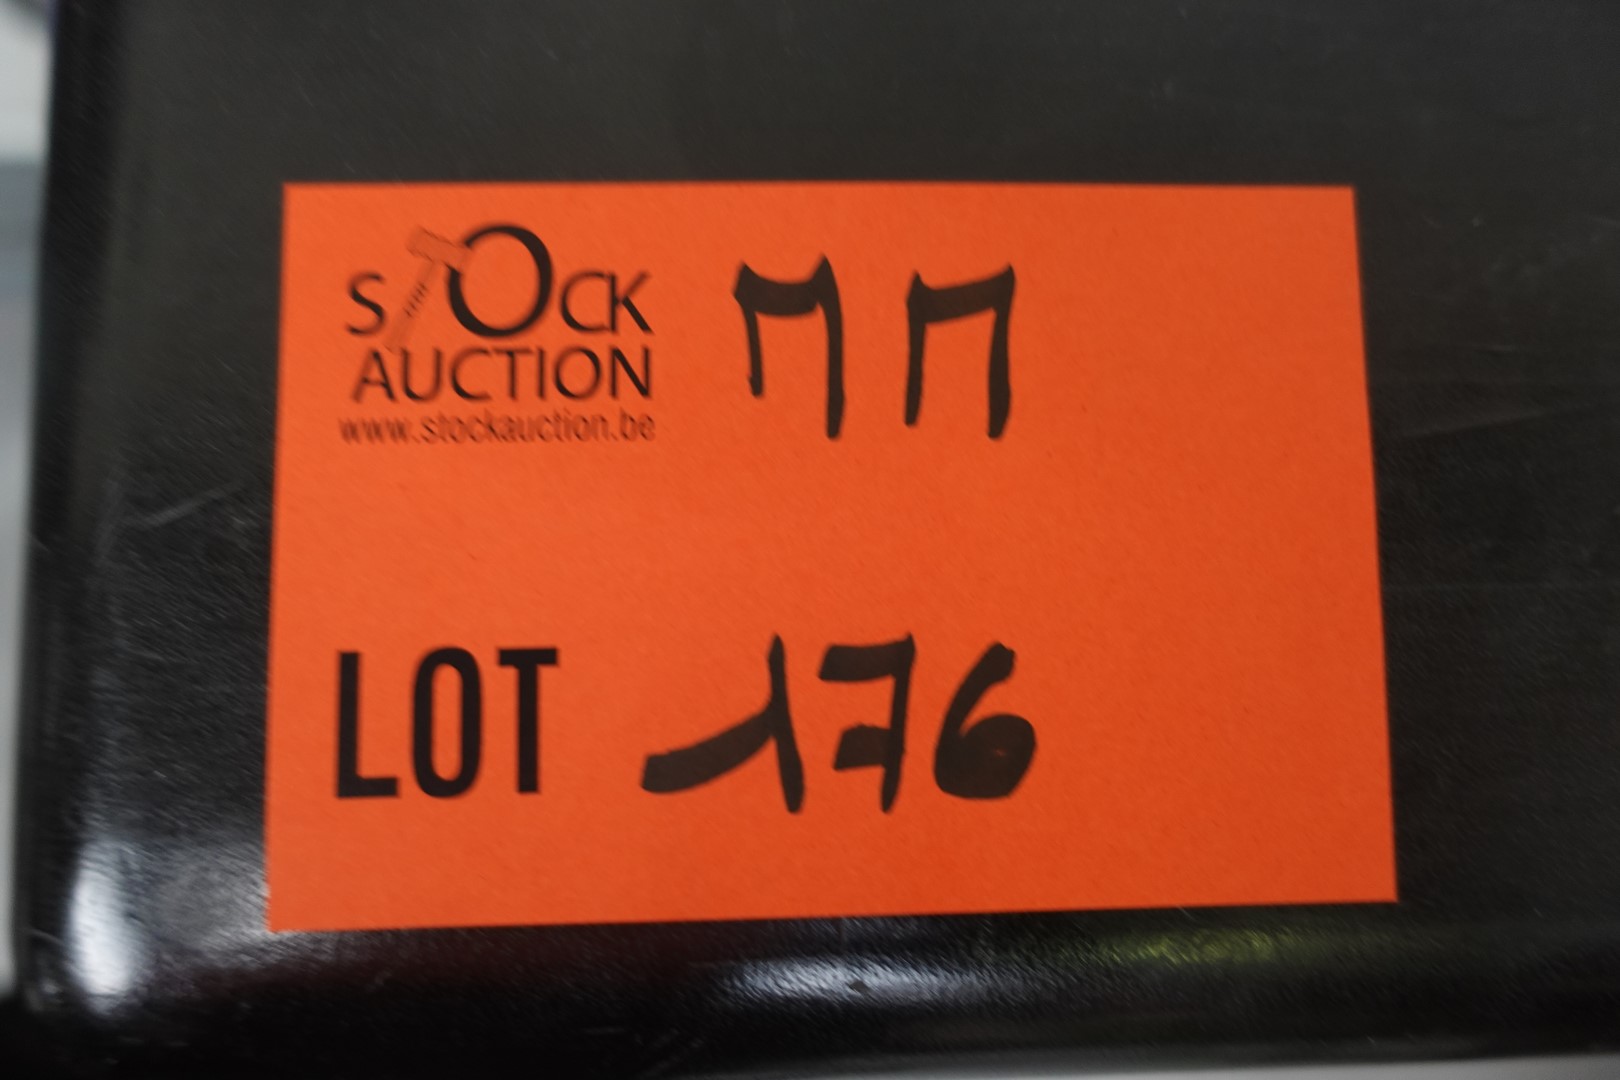 STOCK MM
AUCTION
www.stockauction.be
LOT 176